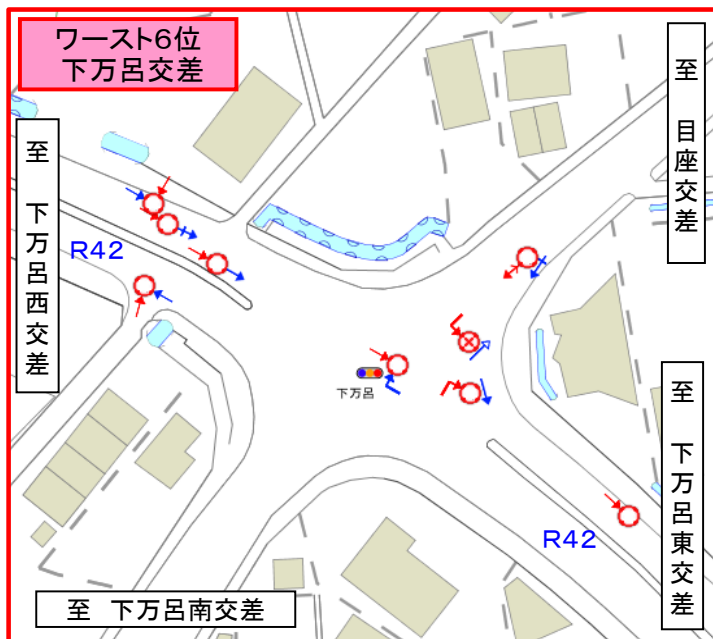 ワースト6位
下万呂交差
至 目座交差
至 下万呂西交差
R42
下万呂
至 下万呂東交差
R42
至 下万呂南交差